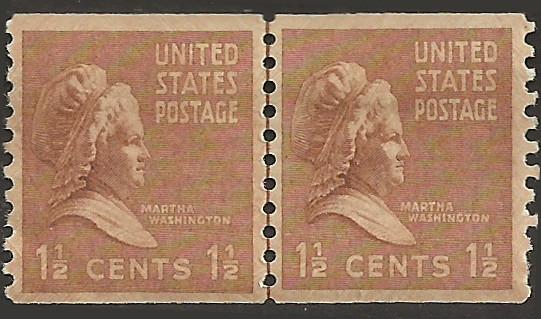 UNITED
STATES
POSTAGE
MARTHA
WASHINGTON
1½ CENTS 1½
UNITED
STATES
POSTAGE
MARTHA
WASHINGTON
1½ CENTS 1½